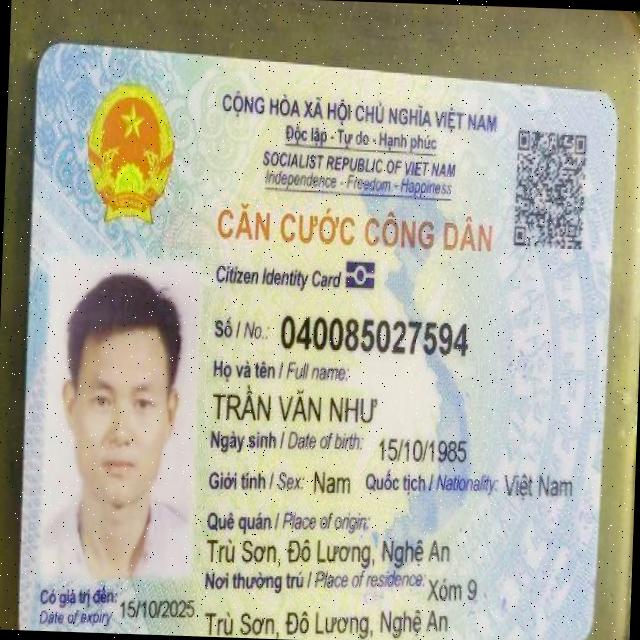 CỘNG HÒA XÃ HỘI CHỦ NGHĨA VIỆT NAM
Độc lập - Tự do - Hạnh phúc
SOCIALIST REPUBLIC OF VIET NAM
Independence - Freedom - Happiness
CĂN CƯỚC CÔNG DÂN
Citizen Identity Card
Số / No.: 040085027594
Họ và tên / Full name:
TRẦN VĂN NHƯ
Ngày sinh / Date of birth: 15/10/1985
Giới tính / Sex: Nam Quốc tịch / Nationality: Việt Nam
Quê quán / Place of origin:
Trù Sơn, Đô Lương, Nghệ An
Nơi thường trú / Place of residence: Xóm 9
Trù Sơn, Đô Lương, Nghệ An
Có giá trị đến: 15/10/2025
Date of expiry